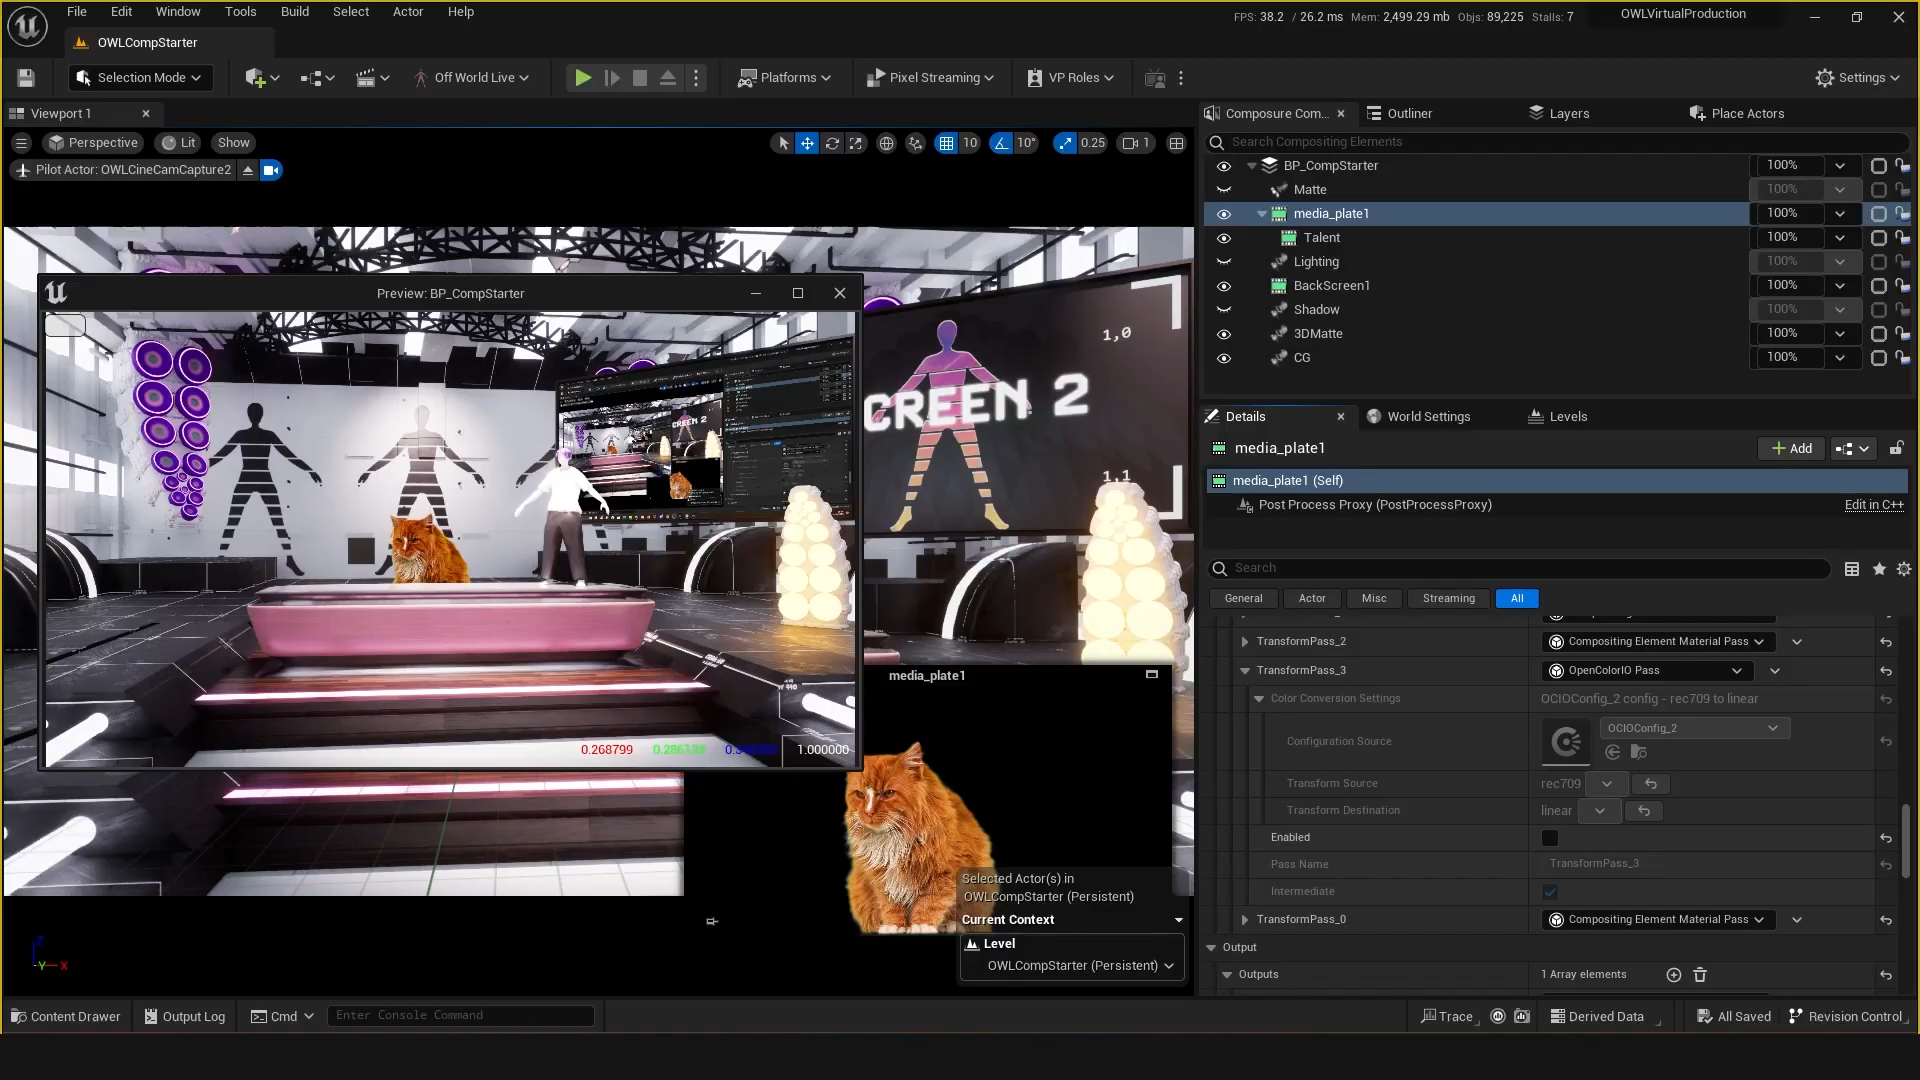 File Edit Window Tools Build Select Actor Help
FPS: 38.2 / 26.2 ms Mem: 2,499.29 mb Objs: 89,225 Stalls: 7
OWLVirtualProduction
OWLCompStarter
Selection Mode
Off World Live
Platforms
Pixel Streaming
VP Roles
Settings
Viewport 1
Perspective
Lit
Show
10
10°
0.25
1
Pilot Actor: OWLCineCamCapture2
Preview: BP_CompStarter
1,0
CREEN 2
1,1
0.268799
1.000000
media_plate1
Selected Actor(s) in
OWLCompStarter (Persistent)
Current Context
Level
OWLCompStarter (Persistent)
Composure Com...
Outliner
Layers
Place Actors
Search Compositing Elements
BP_CompStarter 100%
Matte 100%
media_plate1 100%
Talent 100%
Lighting 100%
BackScreen1 100%
Shadow 100%
3DMatte 100%
CG 100%
Details
World Settings
Levels
media_plate1
Add
media_plate1 (Self)
Post Process Proxy (PostProcessProxy)
Edit in C++
Search
General
Actor
Misc
Streaming
All
TransformPass_2 Compositing Element Material Pass
TransformPass_3 OpenColorIO Pass
Color Conversion Settings OCIOConfig_2 config - rec709 to linear
Configuration Source OCIOConfig_2
Transform Source rec709
Transform Destination linear
Enabled
Pass Name TransformPass_3
Intermediate
TransformPass_0 Compositing Element Material Pass
Output
Outputs 1 Array elements
Content Drawer
Output Log
Cmd
Enter Console Command
Trace
Derived Data
All Saved
Revision Control